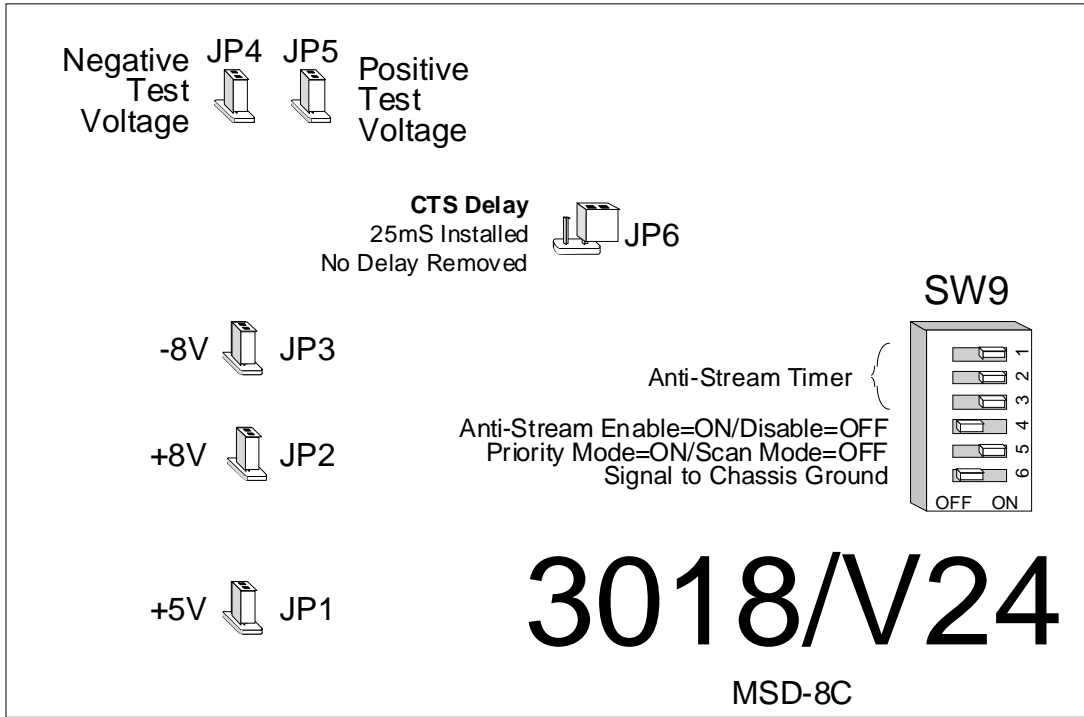 Negative
Test
Voltage
JP4
JP5
Positive
Test
Voltage
CTS Delay
25mS Installed
No Delay Removed
JP6
SW9
-8V
JP3
Anti-Stream Timer
1
2
3
4
5
6
Anti-Stream Enable=ON/Disable=OFF
Priority Mode=ON/Scan Mode=OFF
Signal to Chassis Ground
OFF ON
+8V
JP2
+5V
JP1
3018/V24
MSD-8C